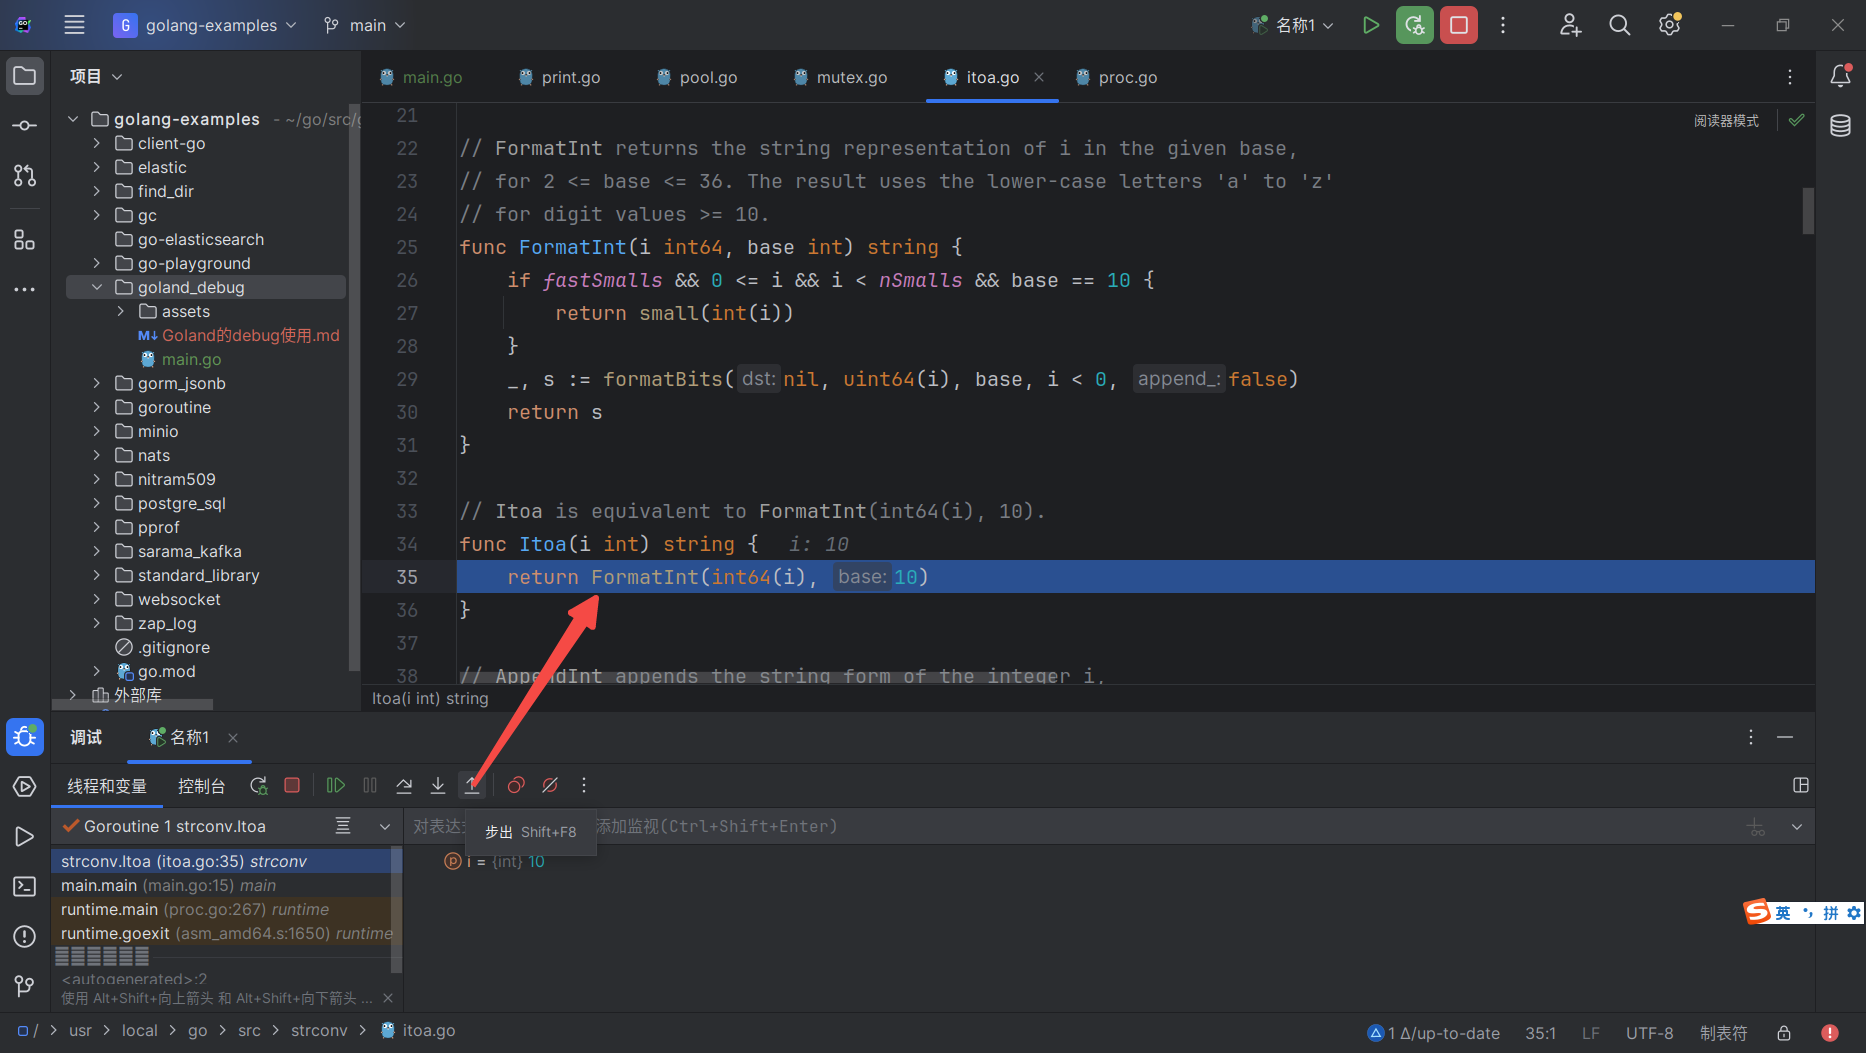 G golang-examples main 名称1
项目 main.go print.go pool.go mutex.go itoa.go proc.go
golang-examples - ~/go/src/g
client-go
elastic
find_dir
gc
go-elasticsearch
go-playground
goland_debug
assets
M↓ Goland的debug使用.md
main.go
gorm_jsonb
goroutine
minio
nats
nitram509
postgre_sql
pprof
sarama_kafka
standard_library
websocket
zap_log
.gitignore
go.mod
外部库
阅读器模式
21
22 // FormatInt returns the string representation of i in the given base,
23 // for 2 <= base <= 36. The result uses the lower-case letters 'a' to 'z'
24 // for digit values >= 10.
25 func FormatInt(i int64, base int) string {
26 if fastSmalls && 0 <= i && i < nSmalls && base == 10 {
27 return small(int(i))
28 }
29 _, s := formatBits( dst: nil, uint64(i), base, i < 0, append_: false)
30 return s
31 }
32
33 // Itoa is equivalent to FormatInt(int64(i), 10).
34 func Itoa(i int) string { i: 10
35 return FormatInt(int64(i), base: 10)
36 }
37
38 // AppendInt appends the string form of the integer i,
Itoa(i int) string
调试 名称1
线程和变量 控制台
Goroutine 1 strconv.Itoa
对表达 添加监视(Ctrl+Shift+Enter)
步出 Shift+F8
strconv.Itoa (itoa.go:35) strconv
main.main (main.go:15) main
runtime.main (proc.go:267) runtime
runtime.goexit (asm_amd64.s:1650) runtime
<autogenerated>:2
使用 Alt+Shift+向上箭头 和 Alt+Shift+向下箭头 ...
p i = {int} 10
S 英 拼
/ > usr > local > go > src > strconv > itoa.go
1 Δ/up-to-date 35:1 LF UTF-8 制表符